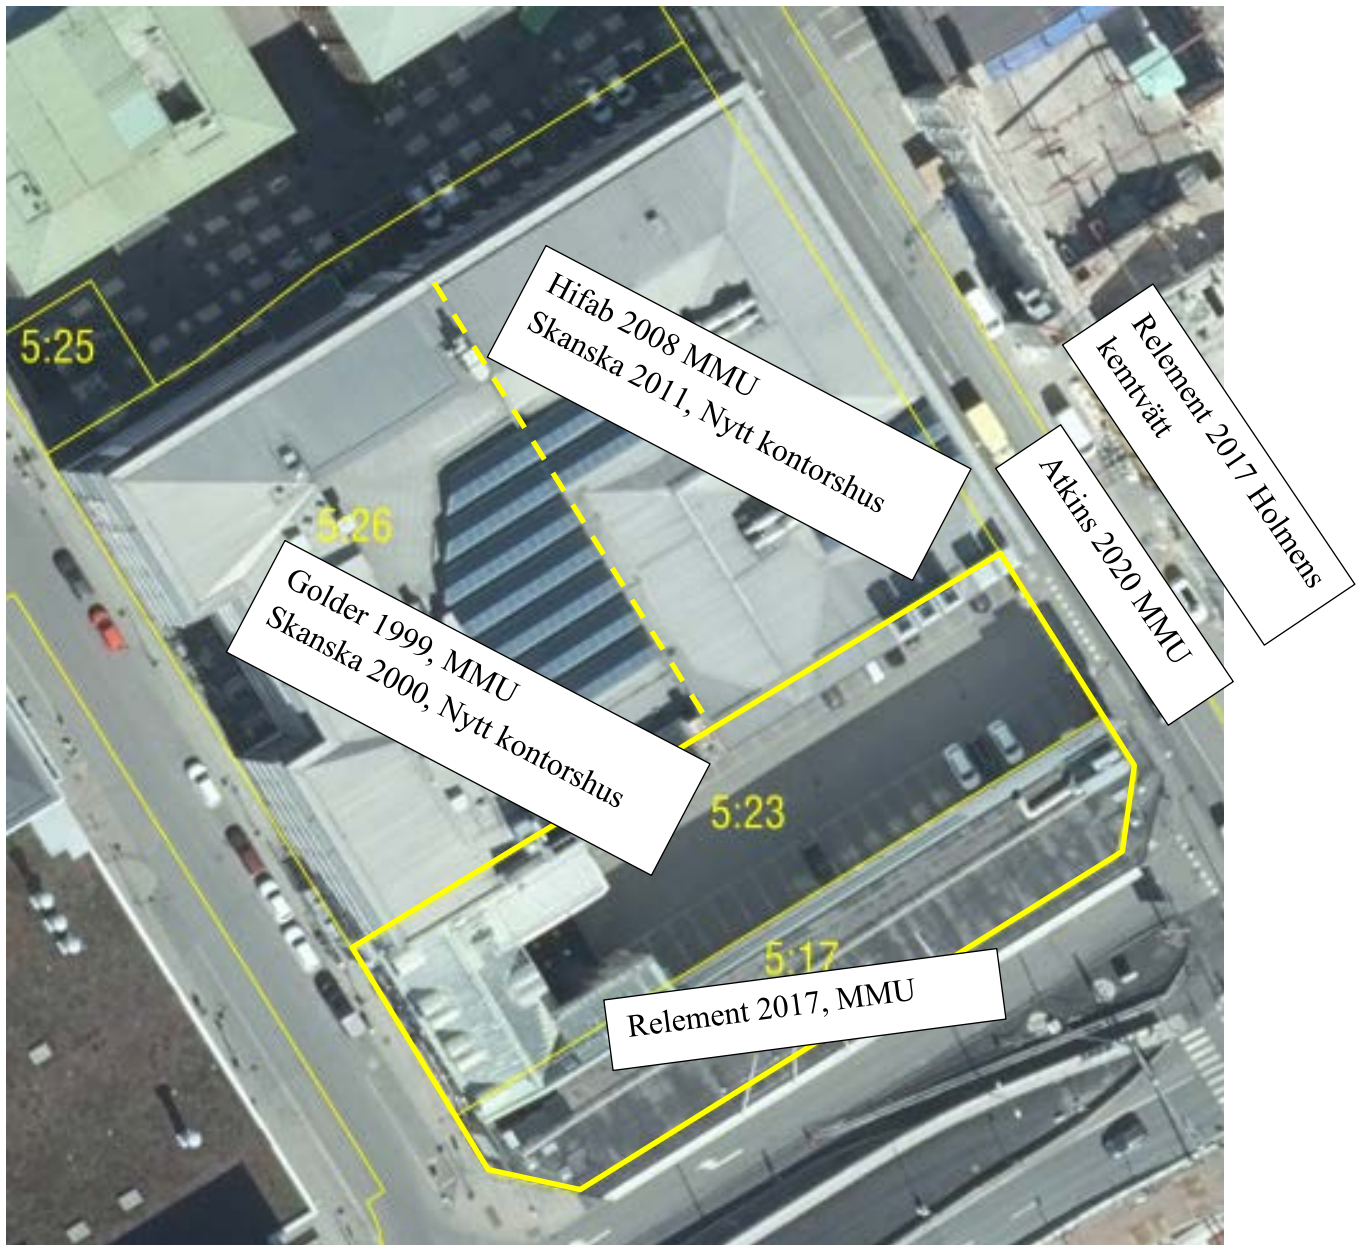 5:25
Hifab 2008 MMU
Skanska 2011, Nytt kontorshus
Relement 2017 Holmens
kemtvätt
Atkins 2020 MMU
5:26
Golder 1999, MMU
Skanska 2000, Nytt kontorshus
5:23
5:17
Relement 2017, MMU